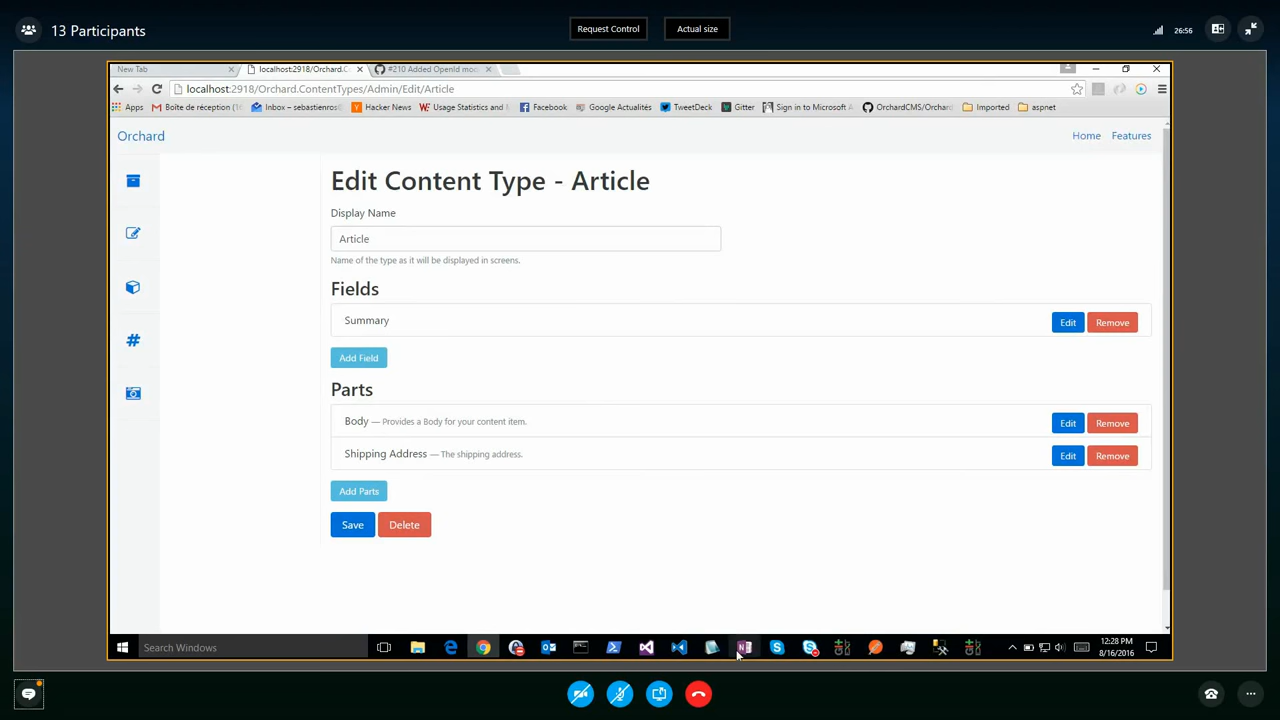 13 Participants
Request Control
Actual size
26:56
New Tab
localhost:2918/Orchard.C
#210 Added OpenId mod
localhost:2918/Orchard.ContentTypes/Admin/Edit/Article
Apps
Boîte de réception (14
Inbox – sebastienros
Hacker News
Usage Statistics and
Facebook
Google Actualités
TweetDeck
Gitter
Sign in to Microsoft A
OrchardCMS/Orchard
Imported
aspnet
Orchard
Home
Features
Edit Content Type - Article
Display Name
Article
Name of the type as it will be displayed in screens.
Fields
Summary
Edit
Remove
Add Field
Parts
Body — Provides a Body for your content item.
Edit
Remove
Shipping Address — The shipping address.
Edit
Remove
Add Parts
Save
Delete
Search Windows
12:28 PM
8/16/2016